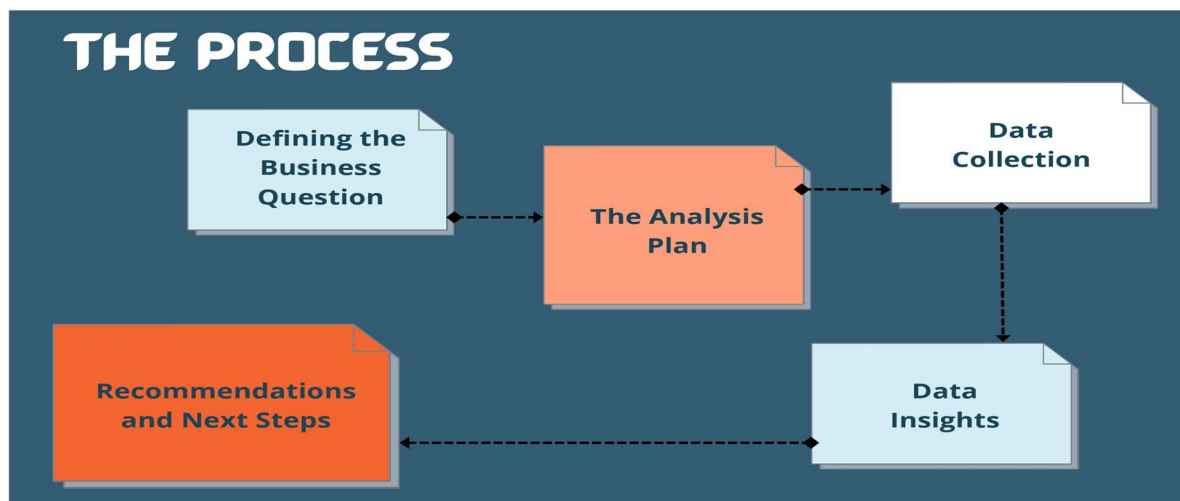 THE PROCESS
Defining the
Business
Question
The Analysis
Plan
Data
Collection
Data
Insights
Recommendations
and Next Steps